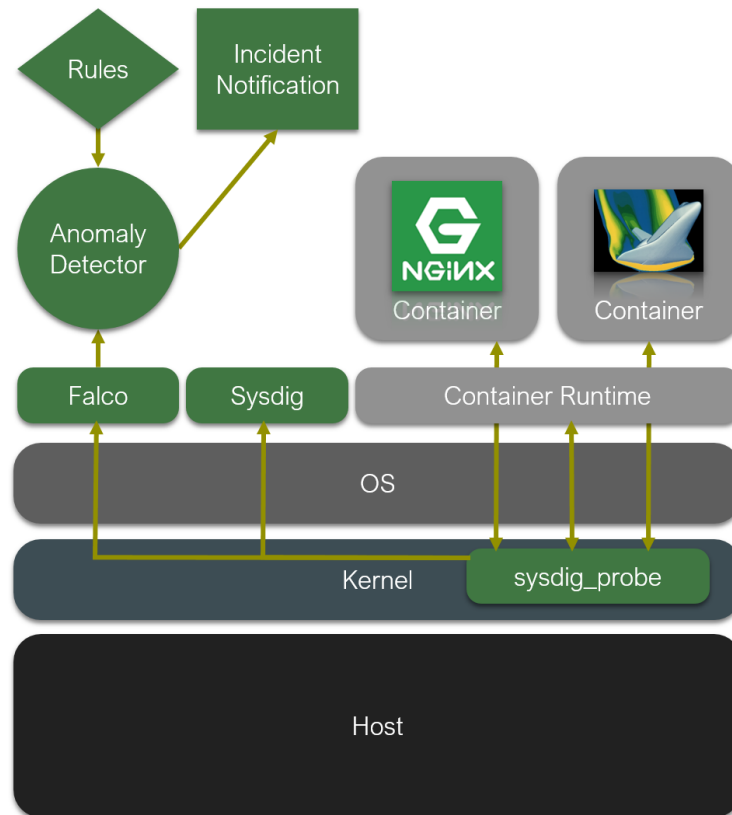 Rules
Incident
Notification
Anomaly
Detector
G
NGiNX
Container
Container
Falco
Sysdig
Container Runtime
OS
Kernel
sysdig_probe
Host